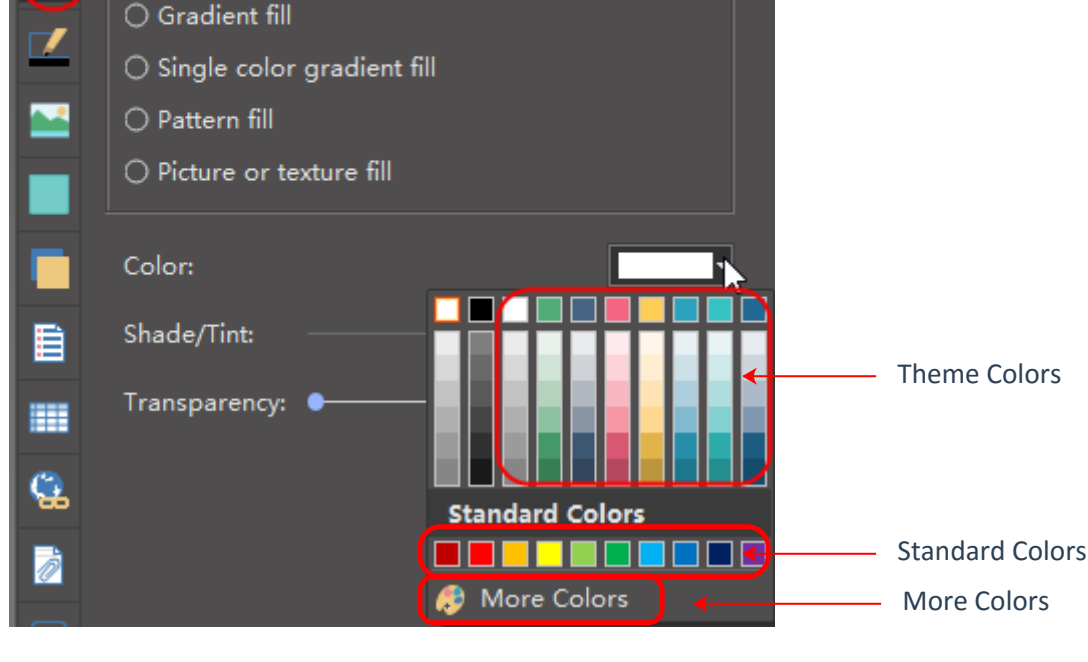 Gradient fill
Single color gradient fill
Pattern fill
Picture or texture fill
Color:
Shade/Tint:
Transparency:
Theme Colors
Standard Colors
Standard Colors
More Colors
More Colors